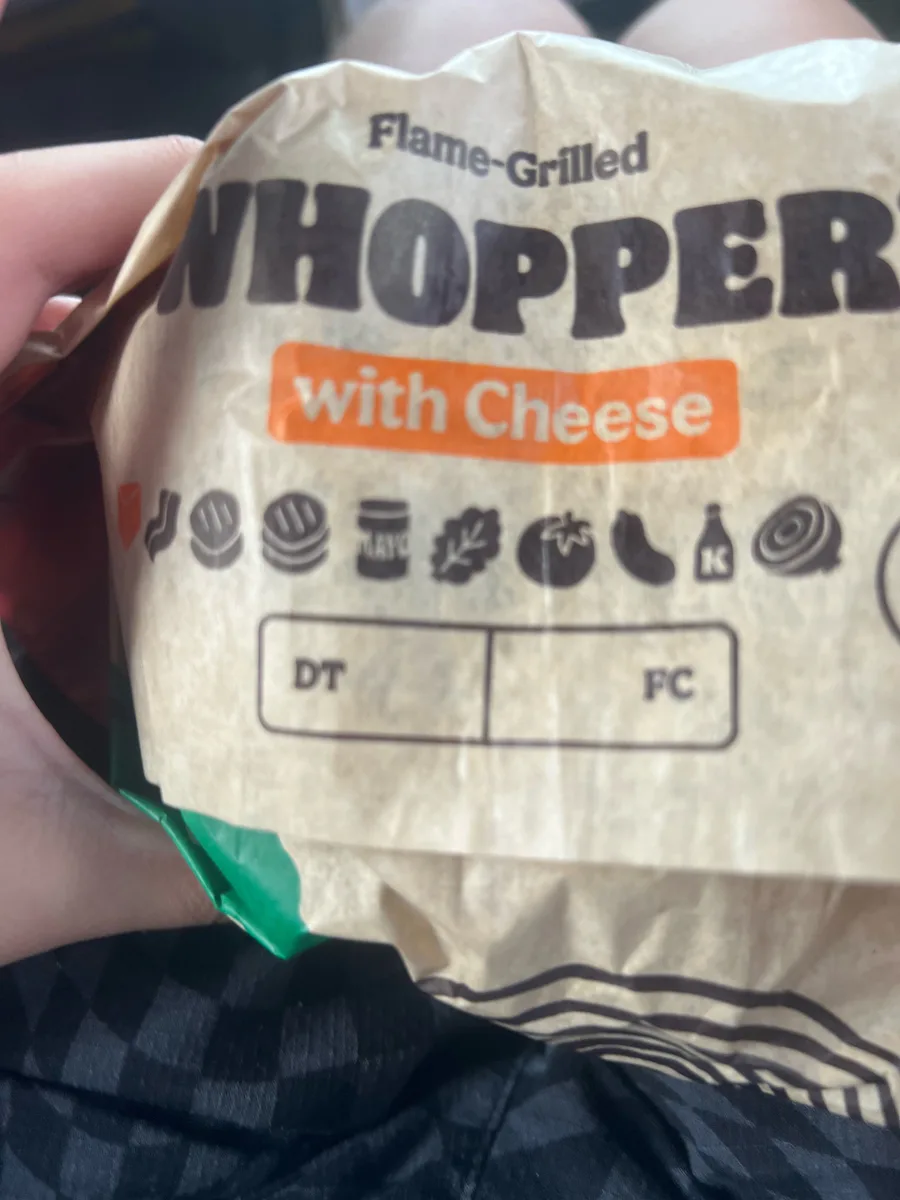 Flame-Grilled
WHOPPER
with Cheese
MAYO
K
DT FC